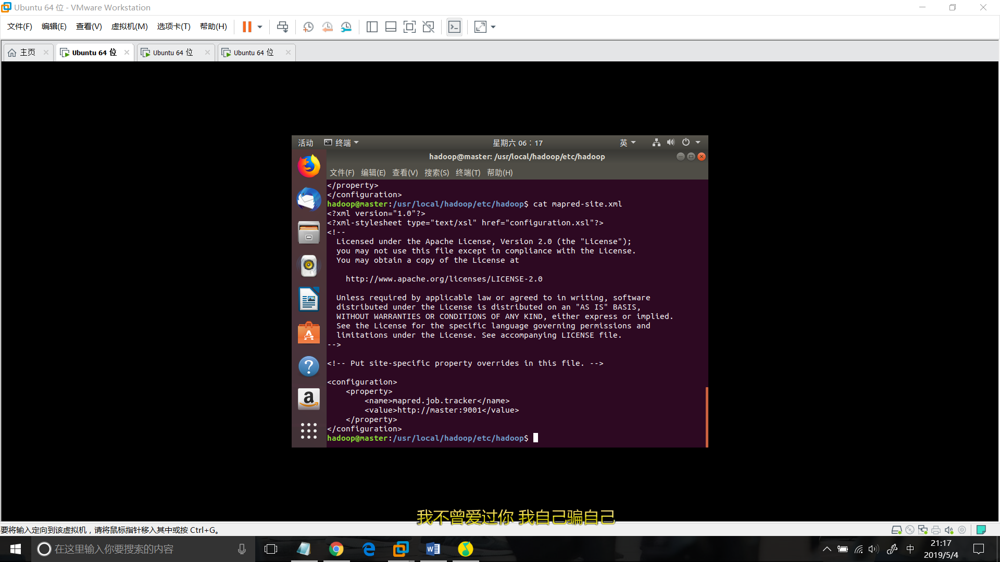 Ubuntu 64 位 - VMware Workstation
文件(F) 编辑(E) 查看(V) 虚拟机(M) 选项卡(T) 帮助(H)
主页 Ubuntu 64 位 Ubuntu 64 位 Ubuntu 64 位
活动 终端 星期六 06：17 英
hadoop@master: /usr/local/hadoop/etc/hadoop
文件(F) 编辑(E) 查看(V) 搜索(S) 终端(T) 帮助(H)
</property>
</configuration>
hadoop@master:/usr/local/hadoop/etc/hadoop$ cat mapred-site.xml
<?xml version="1.0"?>
<?xml-stylesheet type="text/xsl" href="configuration.xsl"?>
<!--
  Licensed under the Apache License, Version 2.0 (the "License");
  you may not use this file except in compliance with the License.
  You may obtain a copy of the License at
    http://www.apache.org/licenses/LICENSE-2.0
  Unless required by applicable law or agreed to in writing, software
  distributed under the License is distributed on an "AS IS" BASIS,
  WITHOUT WARRANTIES OR CONDITIONS OF ANY KIND, either express or implied.
  See the License for the specific language governing permissions and
  limitations under the License. See accompanying LICENSE file.
-->
<!-- Put site-specific property overrides in this file. -->
<configuration>
    <property>
        <name>mapred.job.tracker</name>
        <value>http://master:9001</value>
    </property>
</configuration>
hadoop@master:/usr/local/hadoop/etc/hadoop$
我不曾爱过你 我自己骗自己
要将输入定向到该虚拟机，请将鼠标指针移入其中或按 Ctrl+G。
在这里输入你要搜索的内容
中
21:17
2019/5/4